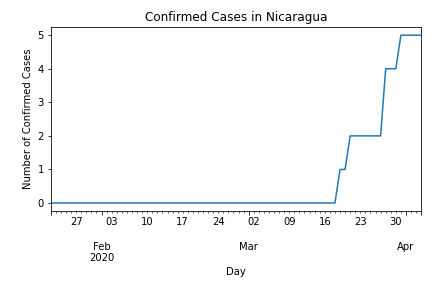 Confirmed Cases in Nicaragua
Number of Confirmed Cases
5
4
3
2
1
0
27 03 10 17 24 02 09 16 23 30
Feb Mar Apr
2020
Day